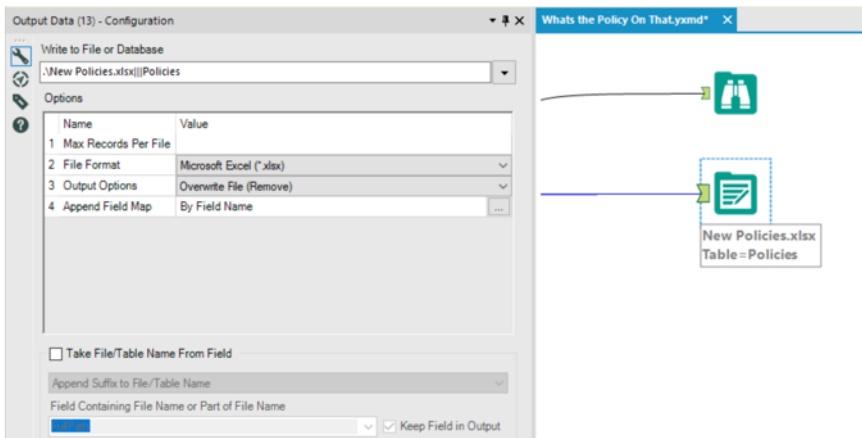 Output Data (13) - Configuration
Whats the Policy On That.yxmd*
Write to File or Database
.\New Policies.xlsx|||Policies
Options
Name Value
1 Max Records Per File
2 File Format Microsoft Excel (*.xlsx)
3 Output Options Overwrite File (Remove)
4 Append Field Map By Field Name ...
New Policies.xlsx
Table=Policies
Take File/Table Name From Field
Append Suffix to File/Table Name
Field Containing File Name or Part of File Name
Keep Field in Output